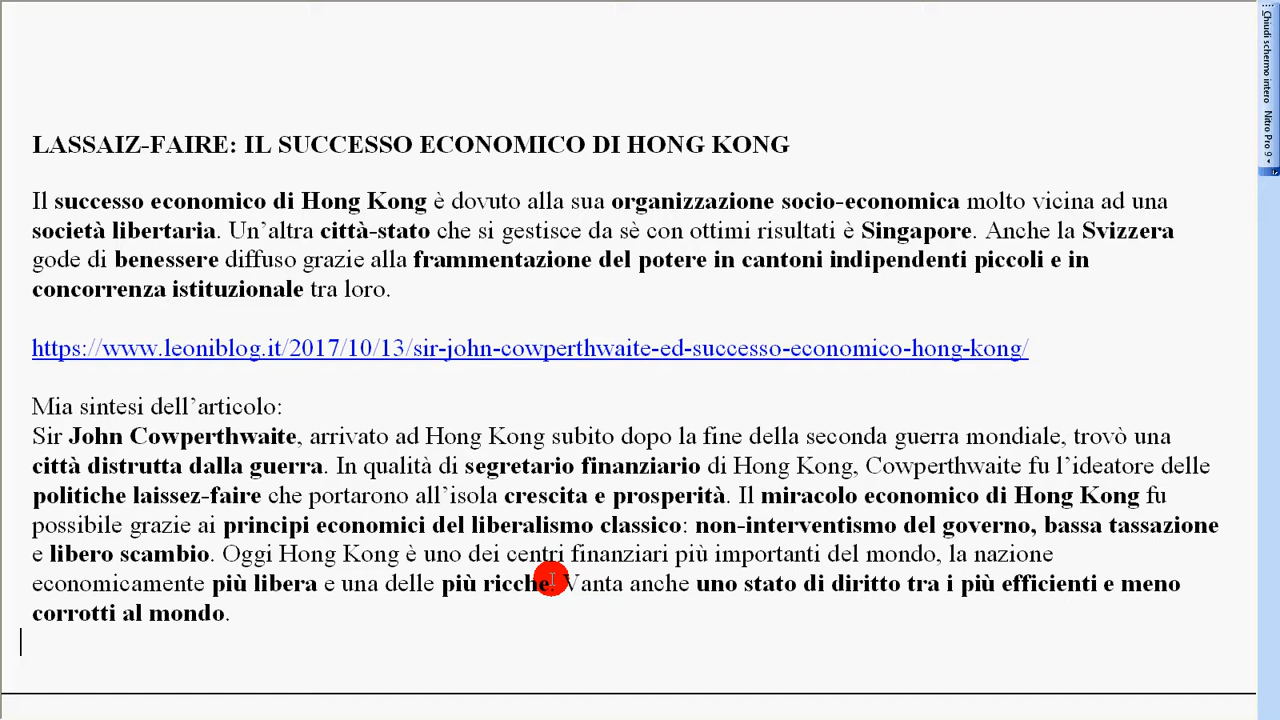 LASSAIZ-FAIRE: IL SUCCESSO ECONOMICO DI HONG KONG
Il successo economico di Hong Kong è dovuto alla sua organizzazione socio-economica molto vicina ad una
società libertaria. Un’altra città-stato che si gestisce da sè con ottimi risultati è Singapore. Anche la Svizzera
gode di benessere diffuso grazie alla frammentazione del potere in cantoni indipendenti piccoli e in
concorrenza istituzionale tra loro.
https://www.leoniblog.it/2017/10/13/sir-john-cowperthwaite-ed-successo-economico-hong-kong/
Mia sintesi dell’articolo:
Sir John Cowperthwaite, arrivato ad Hong Kong subito dopo la fine della seconda guerra mondiale, trovò una
città distrutta dalla guerra. In qualità di segretario finanziario di Hong Kong, Cowperthwaite fu l’ideatore delle
politiche laissez-faire che portarono all’isola crescita e prosperità. Il miracolo economico di Hong Kong fu
possibile grazie ai principi economici del liberalismo classico: non-interventismo del governo, bassa tassazione
e libero scambio. Oggi Hong Kong è uno dei centri finanziari più importanti del mondo, la nazione
economicamente più libera e una delle più ricche. Vanta anche uno stato di diritto tra i più efficienti e meno
corrotti al mondo.
Chiudi schermo intero Nitro Pro 9